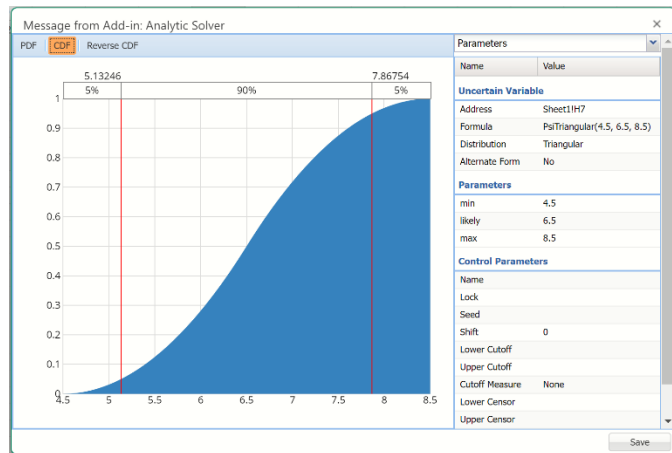 Message from Add-in: Analytic Solver
PDF CDF Reverse CDF
5.13246 7.86754
5% 90% 5%
1
0.9
0.8
0.7
0.6
0.5
0.4
0.3
0.2
0.1
0
4.5 5 5.5 6 6.5 7 7.5 8 8.5
Parameters
Name Value
Uncertain Variable
Address Sheet1!H7
Formula PsiTriangular(4.5, 6.5, 8.5)
Distribution Triangular
Alternate Form No
Parameters
min 4.5
likely 6.5
max 8.5
Control Parameters
Name
Lock
Seed
Shift 0
Lower Cutoff
Upper Cutoff
Cutoff Measure None
Lower Censor
Upper Censor
Save